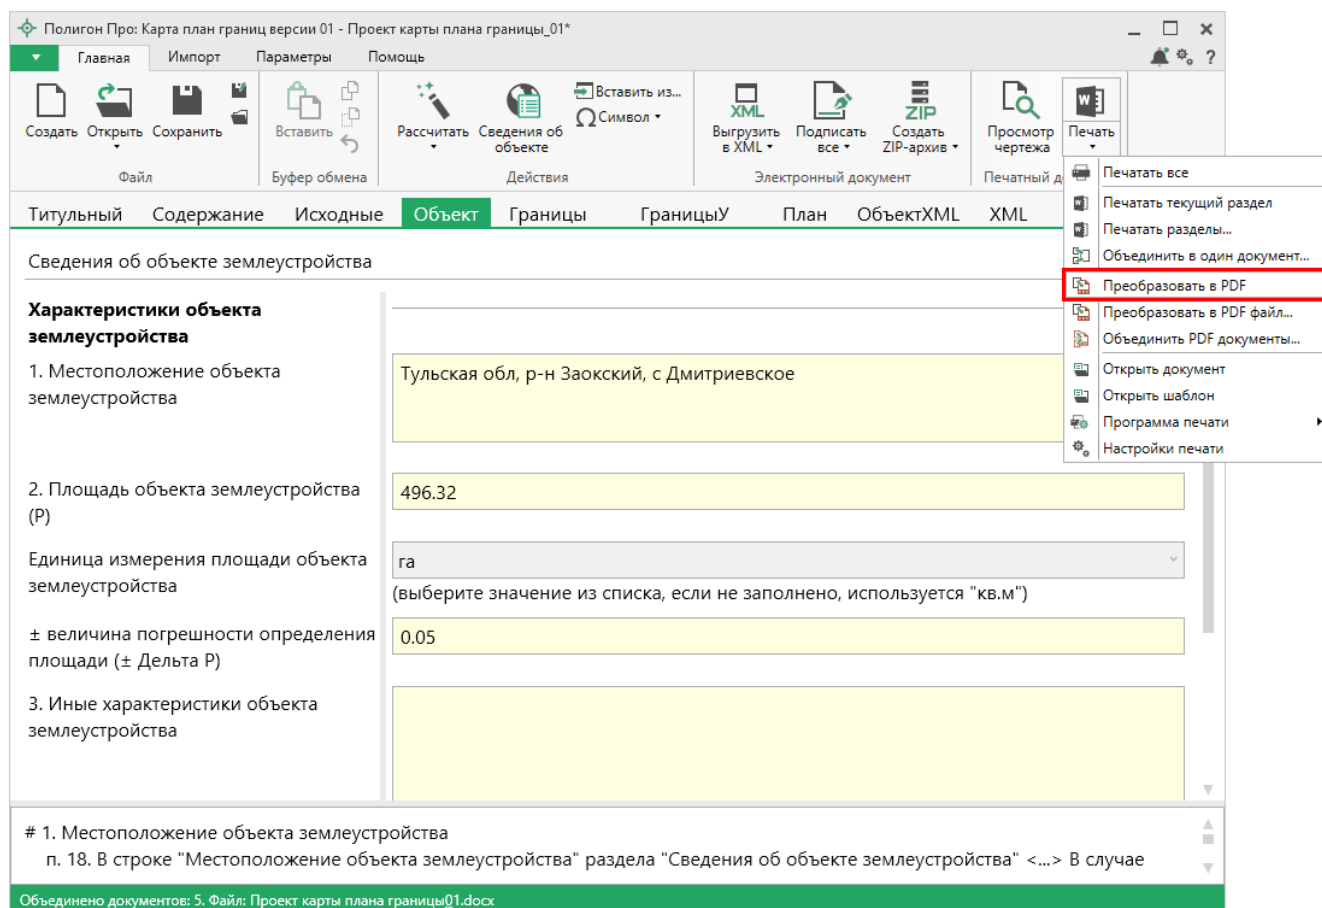 Полигон Про: Карта план границ версии 01 - Проект карты плана границы_01*
Главная Импорт Параметры Помощь
?
Создать Открыть Сохранить
Файл
Вставить
Буфер обмена
Рассчитать Сведения об объекте
Вставить из...
Символ
Действия
XML ZIP
Выгрузить в XML Подписать все Создать ZIP-архив
Электронный документ
Просмотр чертежа Печать
Печатный д
Печатать все
Печатать текущий раздел
Печатать разделы...
Объединить в один документ...
Преобразовать в PDF
Преобразовать в PDF файл...
Объединить PDF документы...
Открыть документ
Открыть шаблон
Программа печати
Настройки печати
Титульный Содержание Исходные Объект Границы ГраницыУ План ОбъектXML XML
Сведения об объекте землеустройства
Характеристики объекта
землеустройства
1. Местоположение объекта
землеустройства
Тульская обл, р-н Заокский, с Дмитриевское
2. Площадь объекта землеустройства
(Р)
496.32
Единица измерения площади объекта
землеустройства
га
(выберите значение из списка, если не заполнено, используется "кв.м")
± величина погрешности определения
площади (± Дельта Р)
0.05
3. Иные характеристики объекта
землеустройства
# 1. Местоположение объекта землеустройства
п. 18. В строке "Местоположение объекта землеустройства" раздела "Сведения об объекте землеустройства" <...> В случае
Объединено документов: 5. Файл: Проект карты плана границы_01.docx